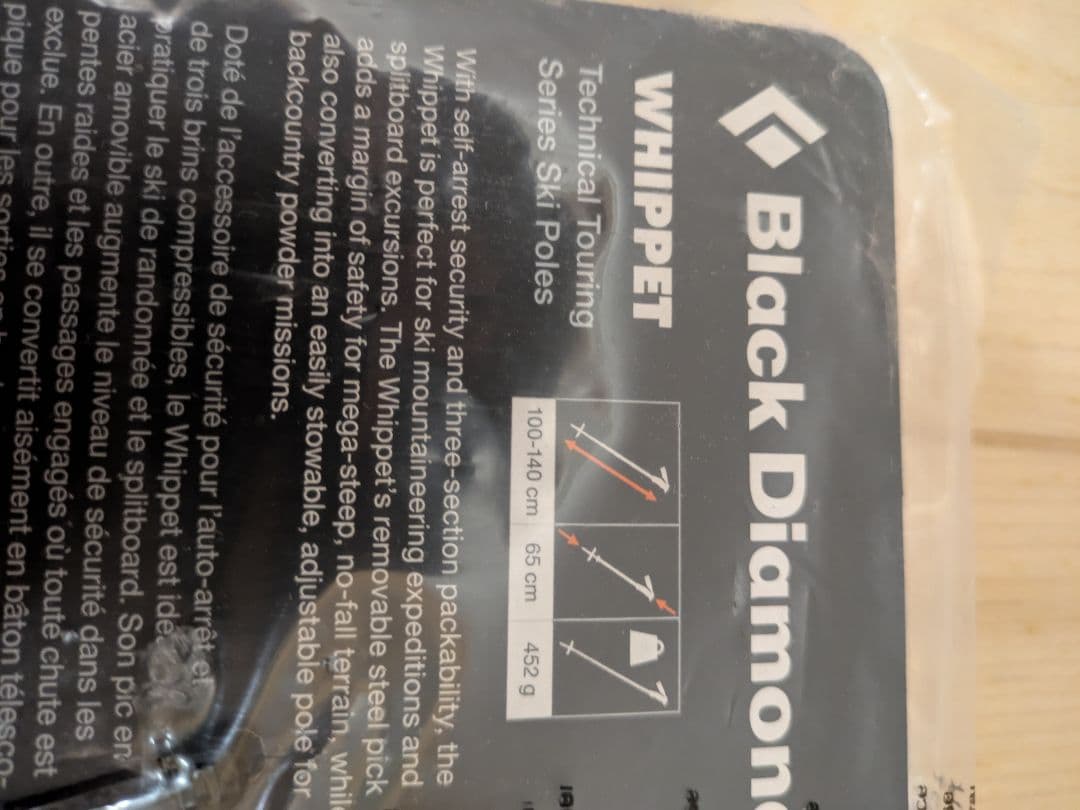 Black Diamon
WHIPPET
Technical Touring
Series Ski Poles
100-140 cm 65 cm 452 g
With self-arrest security and three-section packability, the
Whippet is perfect for ski mountaineering expeditions and
splitboard excursions. The Whippet's removable steel pick
adds a margin of safety for mega-steep, no-fall terrain, whil
also converting into an easily stowable, adjustable pole for
backcountry powder missions.
Doté de l'accessoire de sécurité pour l'auto-arrêt et
de trois brins compressibles, le Whippet est idé
pratiquer le ski de randonnée et le splitboard. Son pic en
acier amovible augmente le niveau de sécurité dans les
pentes raides et les passages engagés où toute chute est
exclue. En outre, il se convertit aisément en bâton télesco-
pique pour les